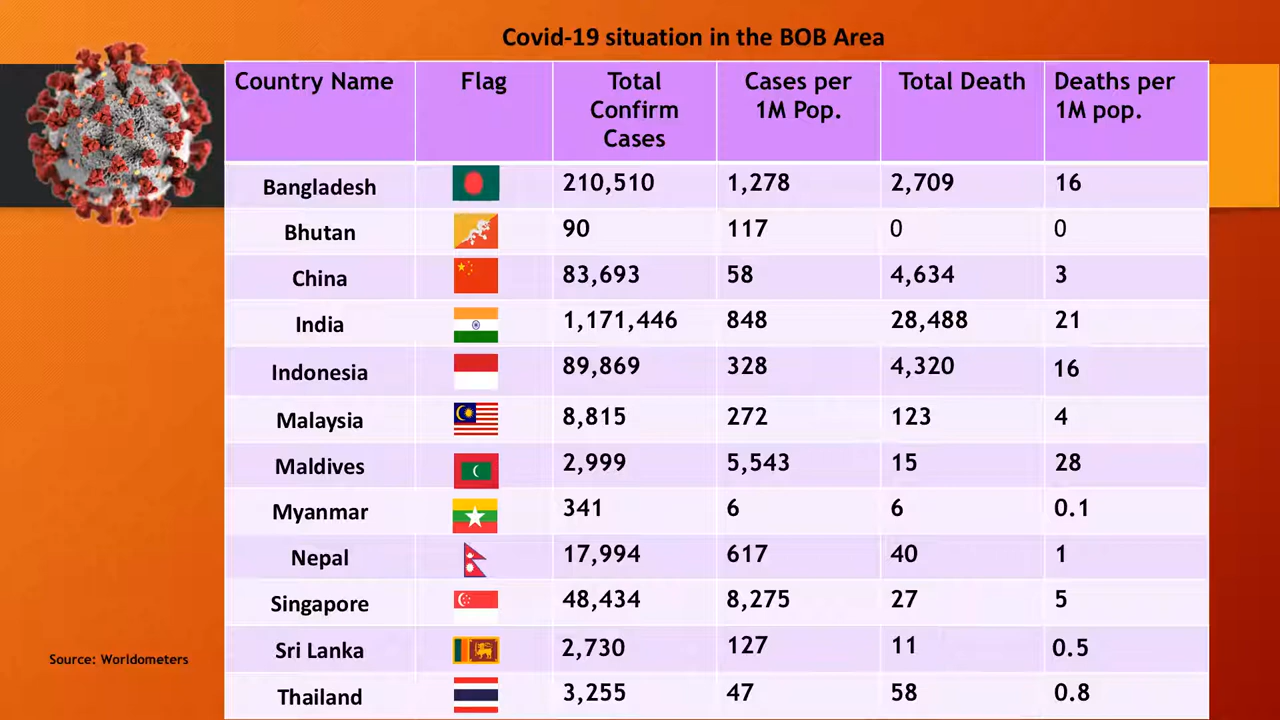 Covid-19 situation in the BOB Area
Country Name Flag Total Confirm Cases Cases per 1M Pop. Total Death Deaths per 1M pop.
Bangladesh 210,510 1,278 2,709 16
Bhutan 90 117 0 0
China 83,693 58 4,634 3
India 1,171,446 848 28,488 21
Indonesia 89,869 328 4,320 16
Malaysia 8,815 272 123 4
Maldives 2,999 5,543 15 28
Myanmar 341 6 6 0.1
Nepal 17,994 617 40 1
Singapore 48,434 8,275 27 5
Sri Lanka 2,730 127 11 0.5
Thailand 3,255 47 58 0.8
Source: Worldometers